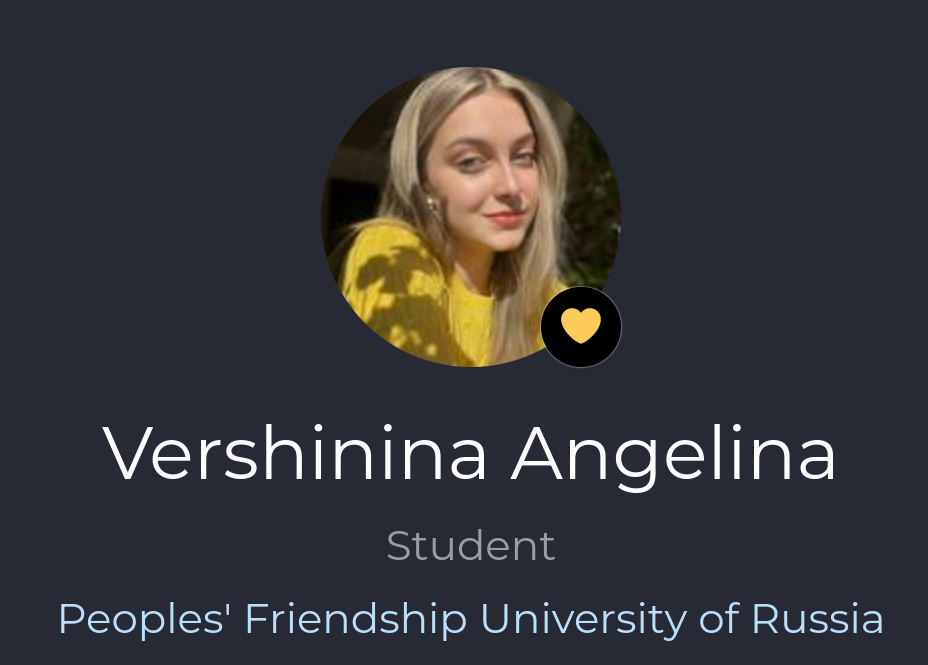 Vershinina Angelina
Student
Peoples' Friendship University of Russia